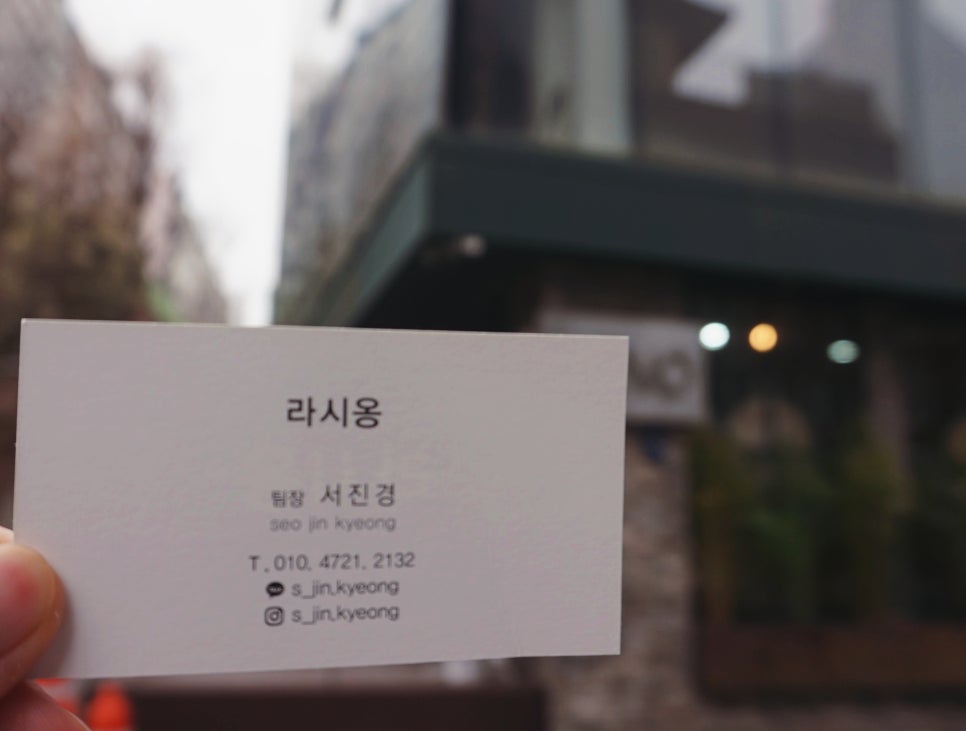 라시옹
팀장 서진경
seo jin kyeong
T. 010. 4721. 2132
s_jin.kyeong
s_jin.kyeong